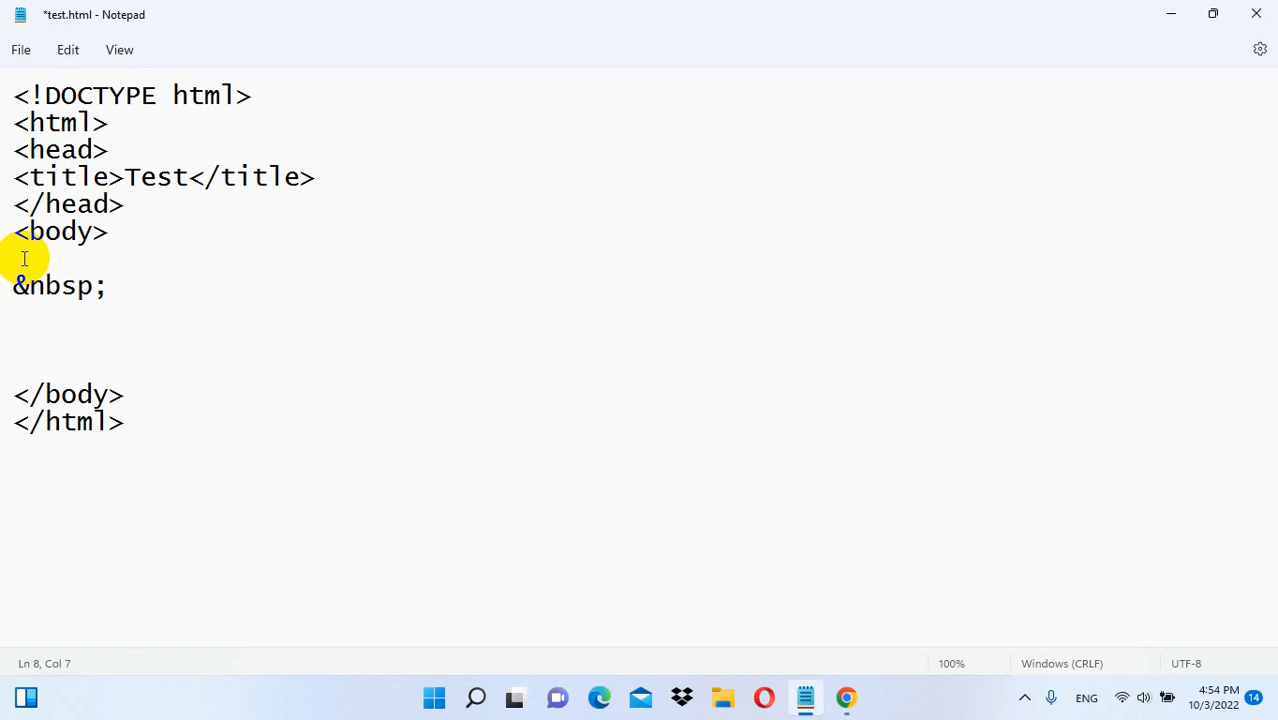 *test.html - Notepad
File Edit View
<!DOCTYPE html>
<html>
<head>
<title>Test</title>
</head>
<body>
&nbsp;
</body>
</html>
Ln 8, Col 7 100% Windows (CRLF) UTF-8
ENG 4:54 PM 14
10/3/2022